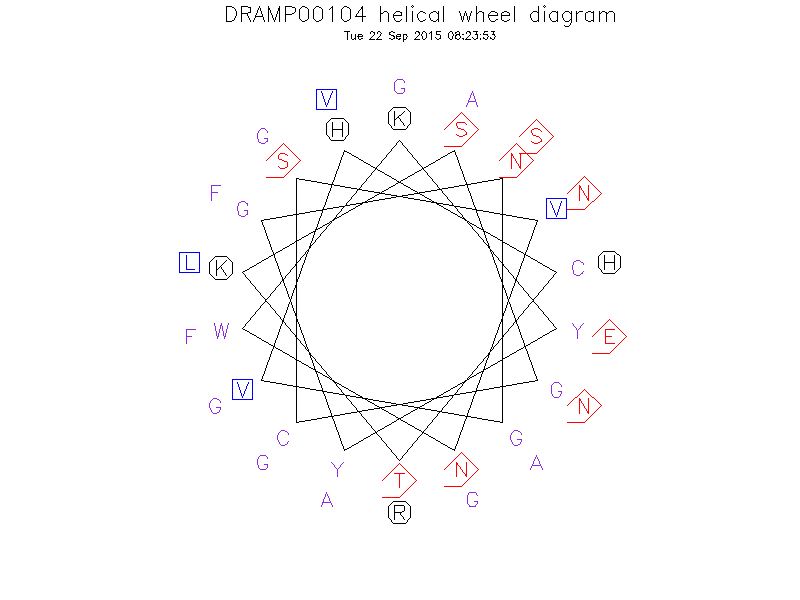 DRAMP00104 helical wheel diagram
Tue 22 Sep 2015 08:23:53
G
V A
K
H S S
G
S N
F N
G V
L K C H
F W Y E
V G
G N
C G
G Y N A
T
A G
R